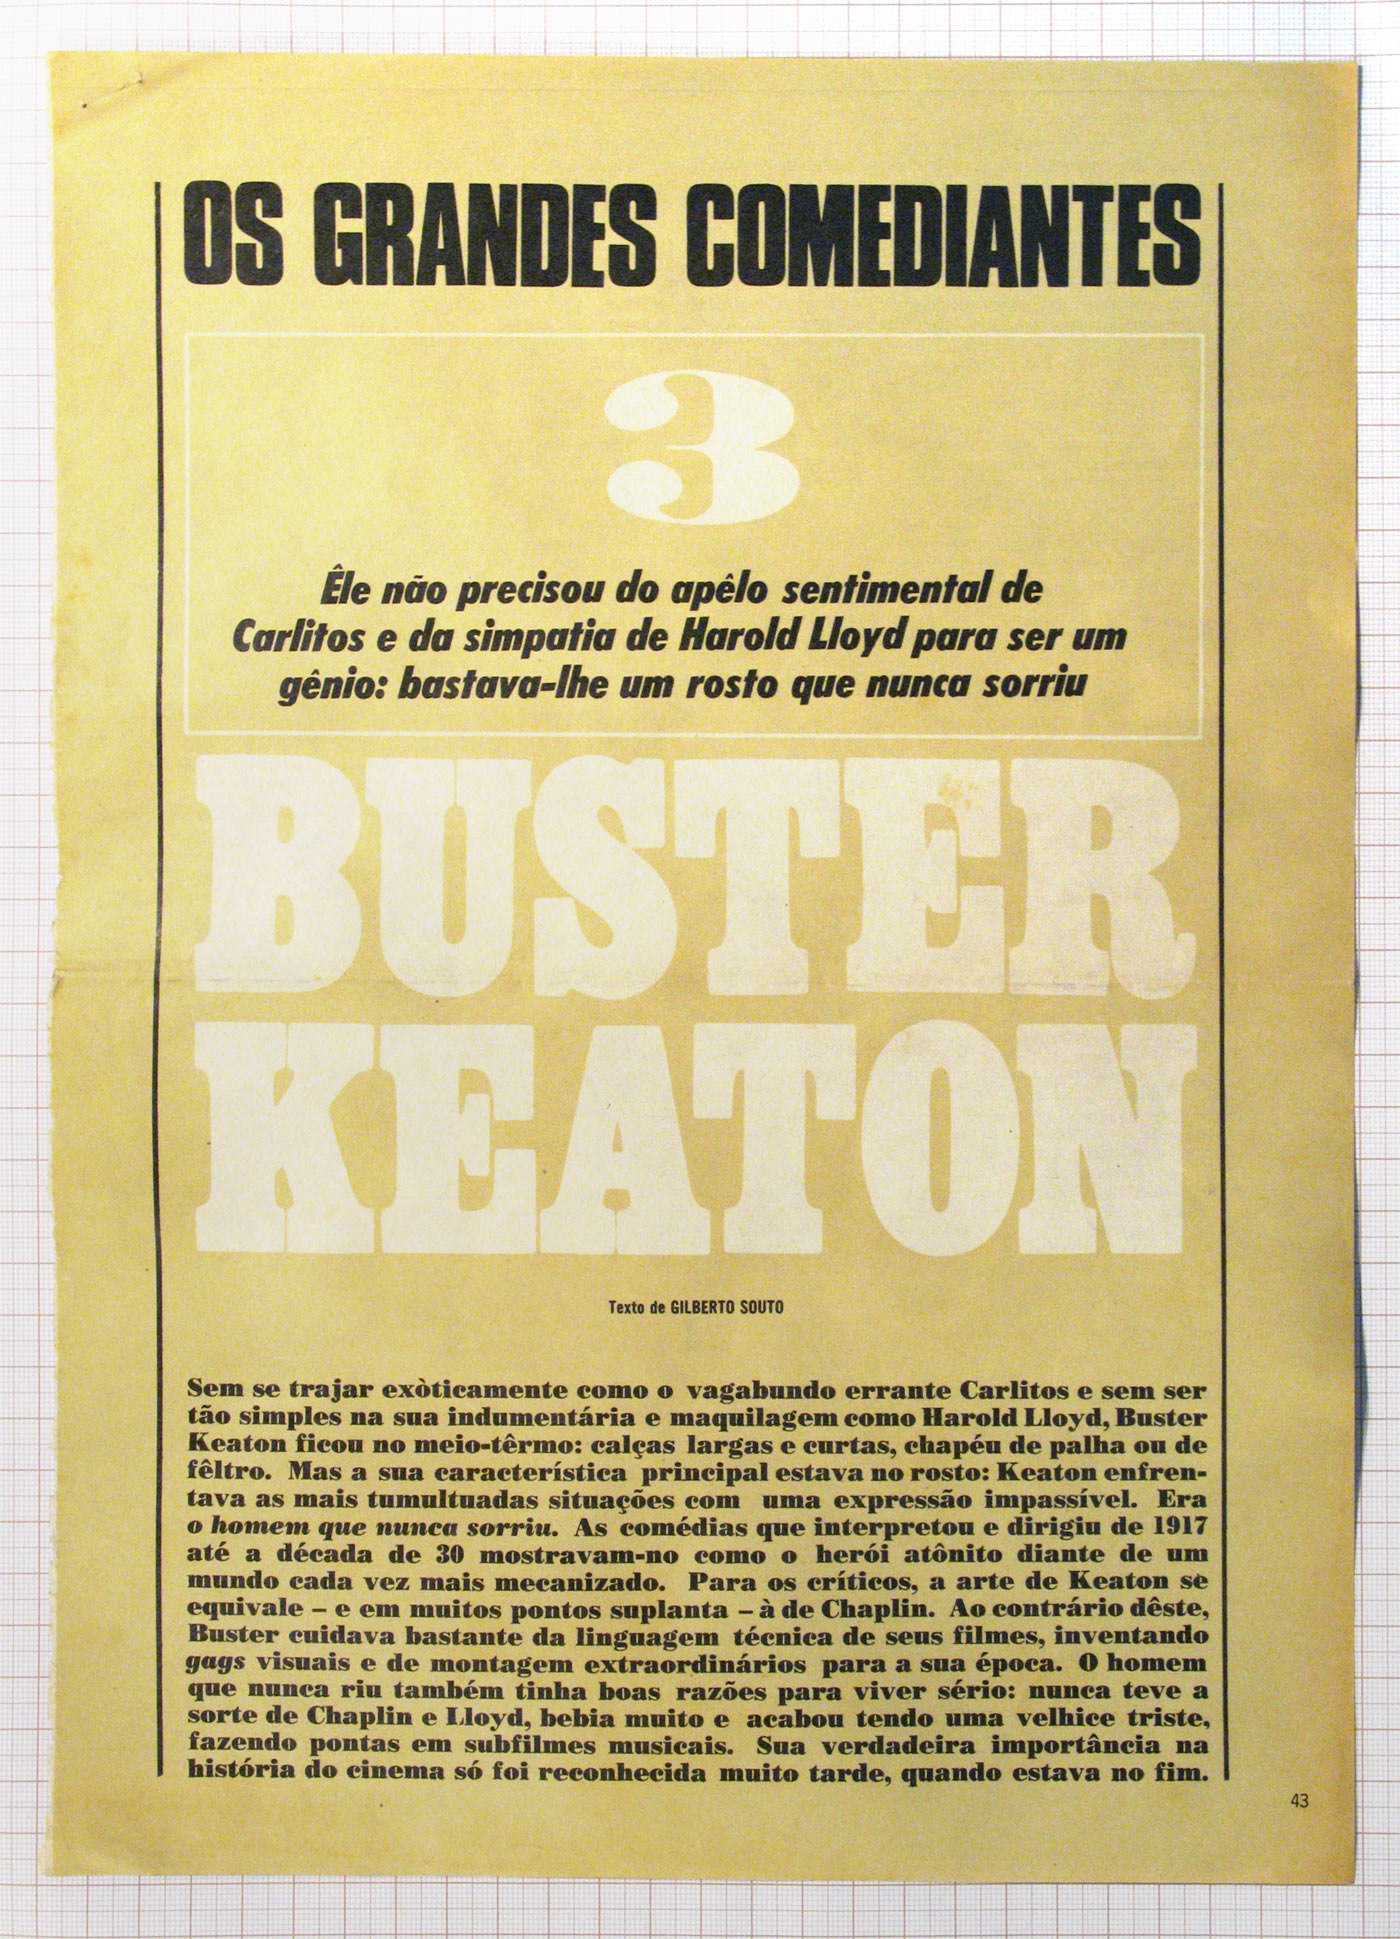 OS GRANDES COMEDIANTES
3
Êle não precisou do apêlo sentimental de
Carlitos e da simpatia de Harold Lloyd para ser um
gênio: bastava-lhe um rosto que nunca sorriu
BUSTER
KEATON
Texto de GILBERTO SOUTO
Sem se trajar exòticamente como o vagabundo errante Carlitos e sem ser
tão simples na sua indumentária e maquilagem como Harold Lloyd, Buster
Keaton ficou no meio-têrmo: calças largas e curtas, chapéu de palha ou de
fêltro. Mas a sua característica principal estava no rosto: Keaton enfren-
tava as mais tumultuadas situações com uma expressão impassível. Era
o homem que nunca sorriu. As comédias que interpretou e dirigiu de 1917
até a década de 30 mostravam-no como o herói atônito diante de um
mundo cada vez mais mecanizado. Para os críticos, a arte de Keaton se
equivale – e em muitos pontos suplanta – à de Chaplin. Ao contrário dêste,
Buster cuidava bastante da linguagem técnica de seus filmes, inventando
gags visuais e de montagem extraordinários para a sua época. O homem
que nunca riu também tinha boas razões para viver sério: nunca teve a
sorte de Chaplin e Lloyd, bebia muito e acabou tendo uma velhice triste,
fazendo pontas em subfilmes musicais. Sua verdadeira importância na
história do cinema só foi reconhecida muito tarde, quando estava no fim.
43